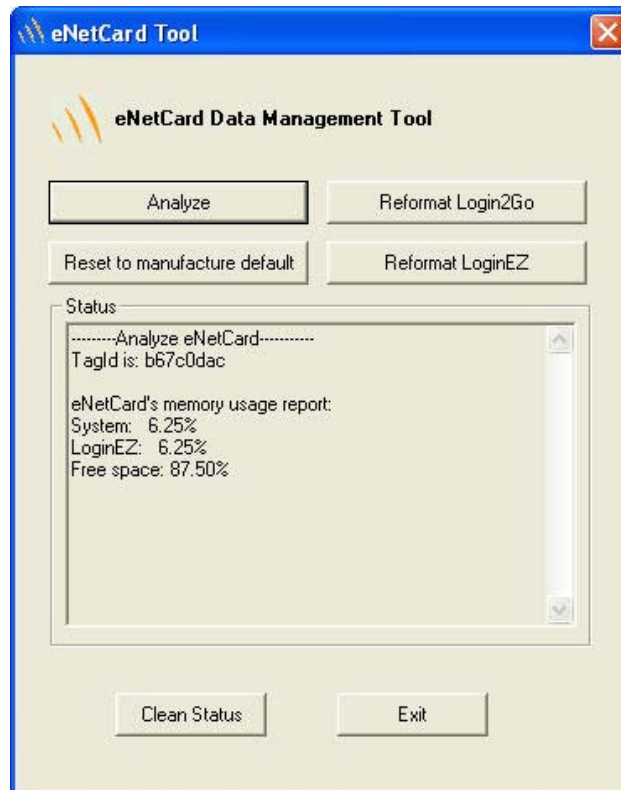 eNetCard Tool
eNetCard Data Management Tool
Analyze
Reformat Login2Go
Reset to manufacture default
Reformat LoginEZ
Status
---------Analyze eNetCard-----------
TagId is: b67c0dac
eNetCard's memory usage report:
System:   6.25%
LoginEZ:   6.25%
Free space: 87.50%
Clean Status
Exit